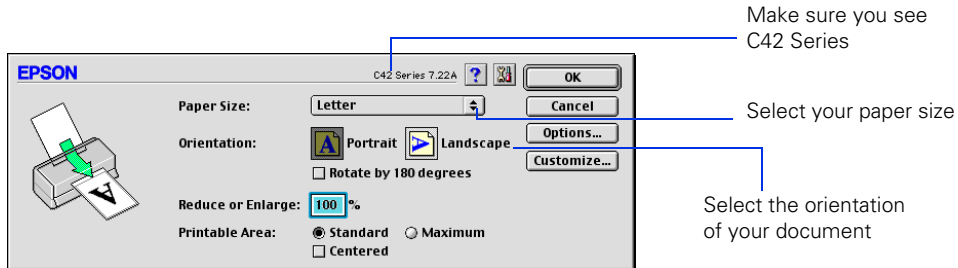 Make sure you see
C42 Series
EPSON
C42 Series 7.22A
?
OK
Paper Size:
Letter
Cancel
Select your paper size
Orientation:
A
Portrait
A
Landscape
Options...
Rotate by 180 degrees
Customize...
Reduce or Enlarge:
100 %
Select the orientation
of your document
Printable Area:
Standard
Maximum
Centered
A